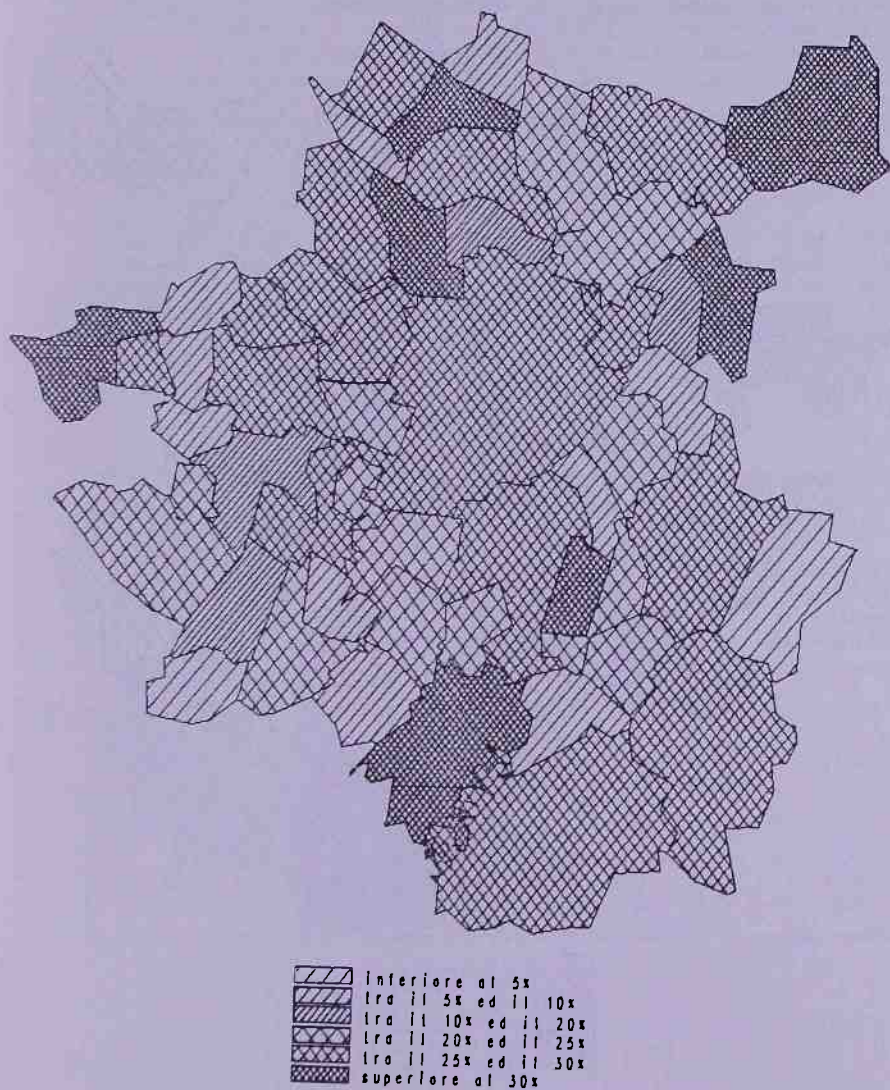 inferiore al 5%
tra il 5% ed il 10%
tra il 10% ed il 20%
tra il 20% ed il 25%
tra il 25% ed il 30%
superiore al 30%